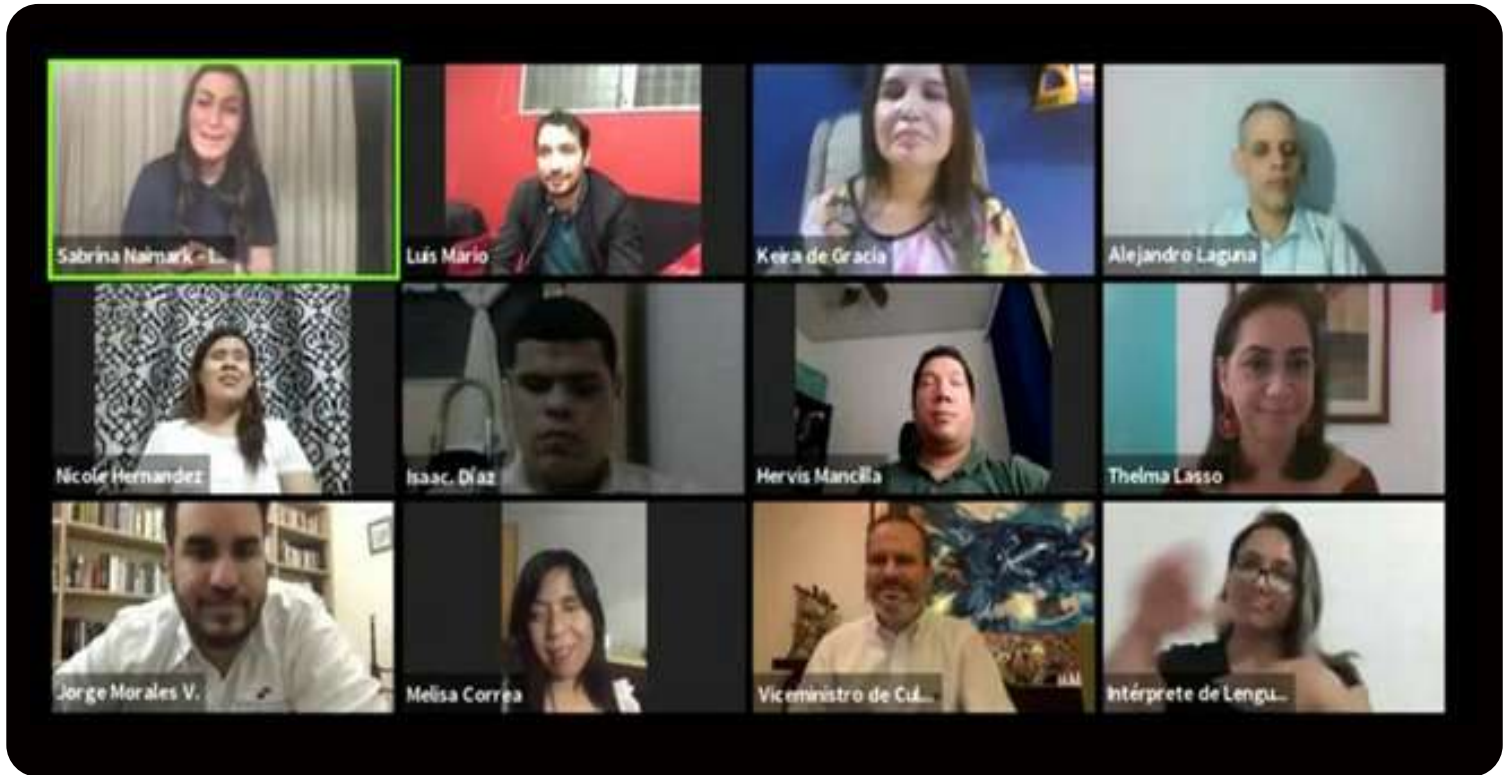 Sabrina Naimark - I...
Luis Mario
Keira de Gracia
Alejandro Laguna
Nicole Hernandez
Isaac. Díaz
Hervis Mancilla
Thelma Lasso
Jorge Morales V.
Melisa Correa
Viceministro de Cul...
Intérprete de Lengu...